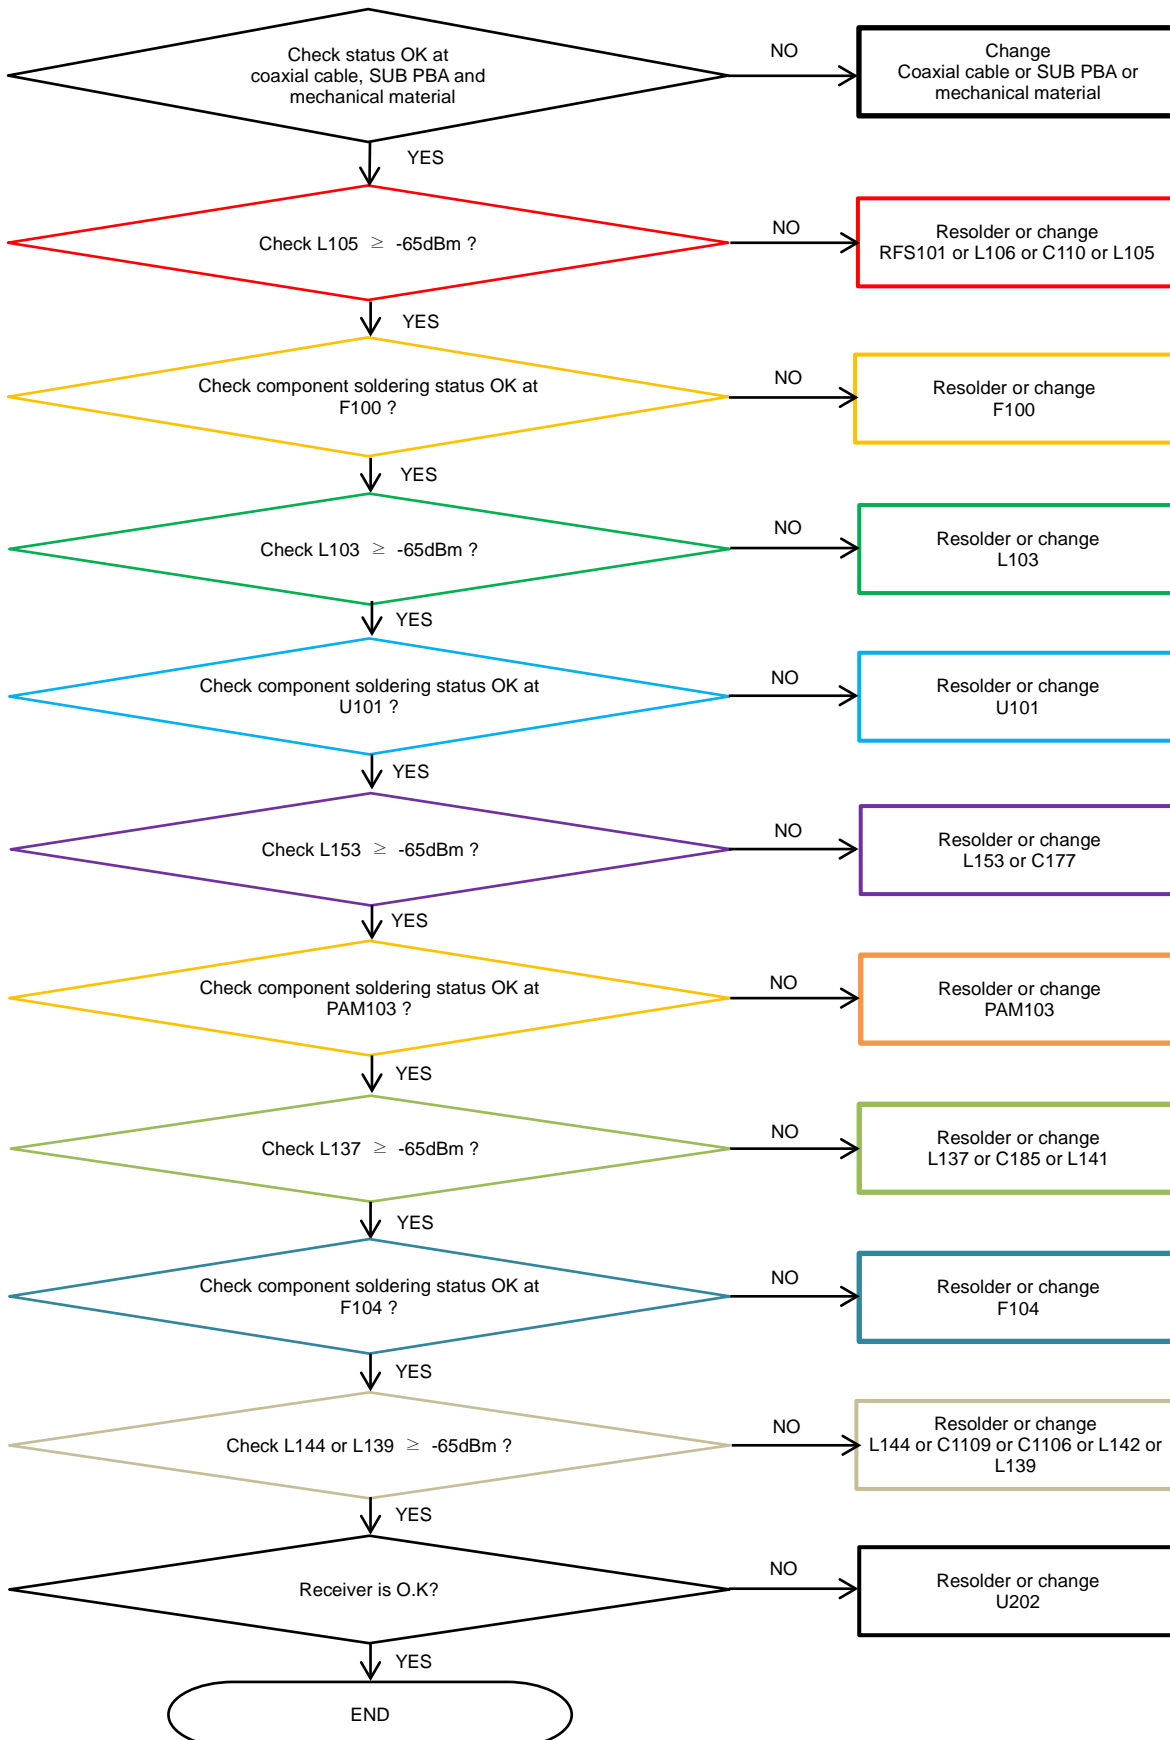 Check status OK at
coaxial cable, SUB PBA and
mechanical material
NO
Change
Coaxial cable or SUB PBA or
mechanical material
YES
Check L105 ≥ -65dBm ?
NO
Resolder or change
RFS101 or L106 or C110 or L105
YES
Check component soldering status OK at
F100 ?
NO
Resolder or change
F100
YES
Check L103 ≥ -65dBm ?
NO
Resolder or change
L103
YES
Check component soldering status OK at
U101 ?
NO
Resolder or change
U101
YES
Check L153 ≥ -65dBm ?
NO
Resolder or change
L153 or C177
YES
Check component soldering status OK at
PAM103 ?
NO
Resolder or change
PAM103
YES
Check L137 ≥ -65dBm ?
NO
Resolder or change
L137 or C185 or L141
YES
Check component soldering status OK at
F104 ?
NO
Resolder or change
F104
YES
Check L144 or L139 ≥ -65dBm ?
NO
Resolder or change
L144 or C1109 or C1106 or L142 or
L139
YES
Receiver is O.K?
NO
Resolder or change
U202
YES
END